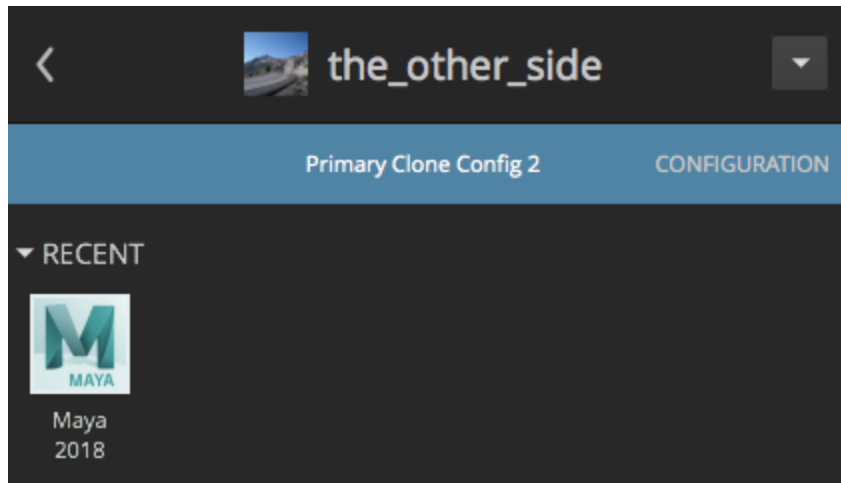 the_other_side
Primary Clone Config 2
CONFIGURATION
RECENT
M
MAYA
Maya
2018